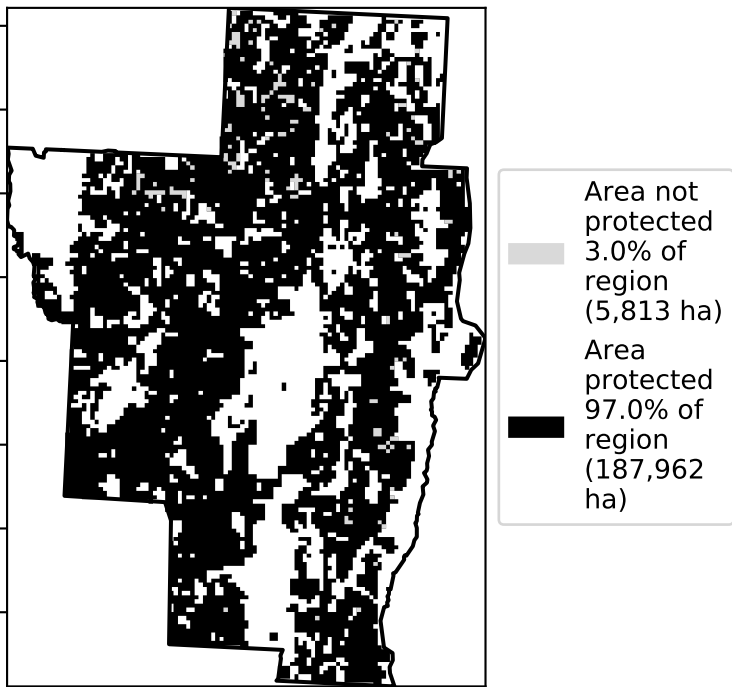 Area not
protected
3.0% of
region
(5,813 ha)
Area
protected
97.0% of
region
(187,962
ha)